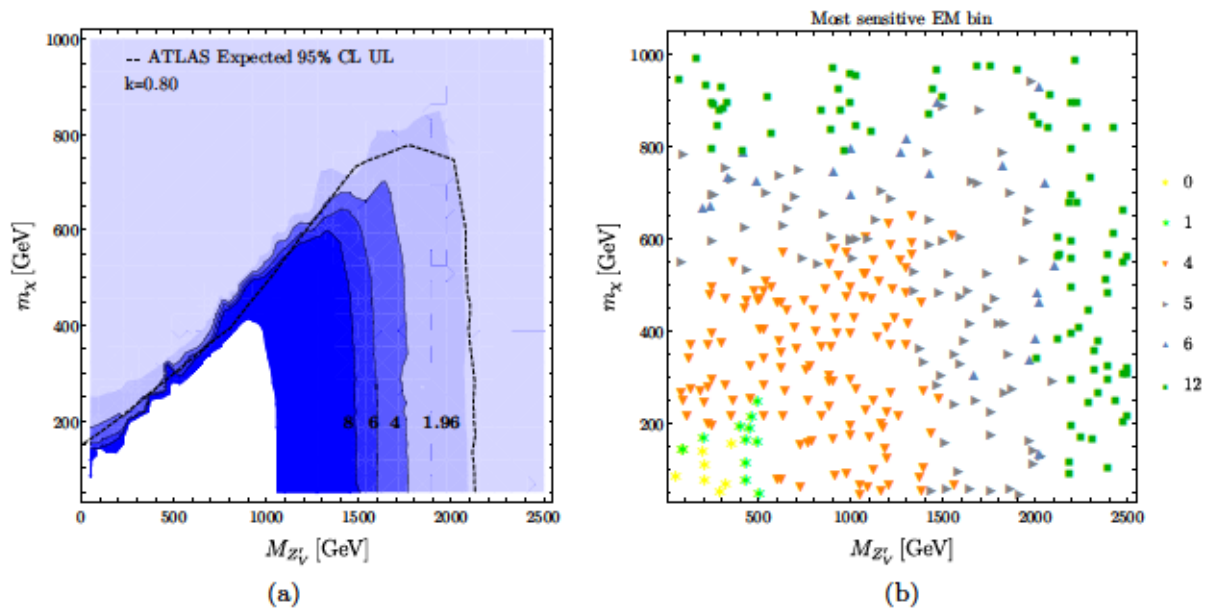 -- ATLAS Expected 95% CL UL
k=0.80
1000
800
600
400
200
8 6 4 1.96
0 500 1000 1500 2000 2500
m_χ [GeV]
M_{Z'_V} [GeV]
(a)
Most sensitive EM bin
1000
800
600
400
200
500 1000 1500 2000 2500
m_χ [GeV]
M_{Z'_V} [GeV]
0
1
4
5
6
12
(b)